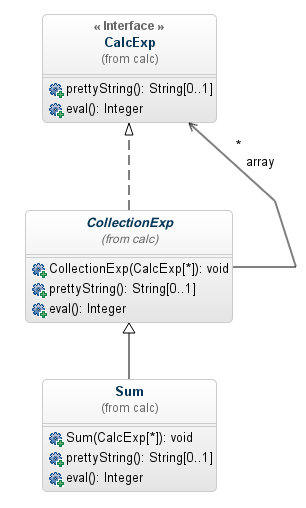 « Interface »
CalcExp
(from calc)
prettyString(): String[0..1]
eval(): Integer
*
array
CollectionExp
(from calc)
CollectionExp(CalcExp[*]): void
prettyString(): String[0..1]
eval(): Integer
Sum
(from calc)
Sum(CalcExp[*]): void
prettyString(): String[0..1]
eval(): Integer